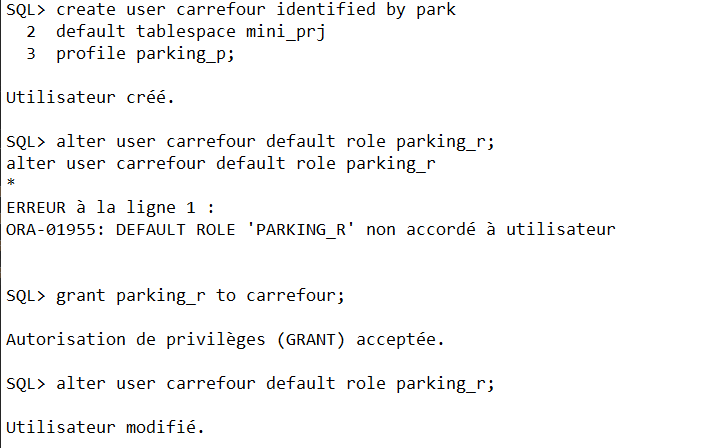 SQL> create user carrefour identified by park
  2  default tablespace mini_prj
  3  profile parking_p;

Utilisateur créé.

SQL> alter user carrefour default role parking_r;
alter user carrefour default role parking_r
*
ERREUR à la ligne 1 :
ORA-01955: DEFAULT ROLE 'PARKING_R' non accordé à utilisateur


SQL> grant parking_r to carrefour;

Autorisation de privilèges (GRANT) acceptée.

SQL> alter user carrefour default role parking_r;

Utilisateur modifié.